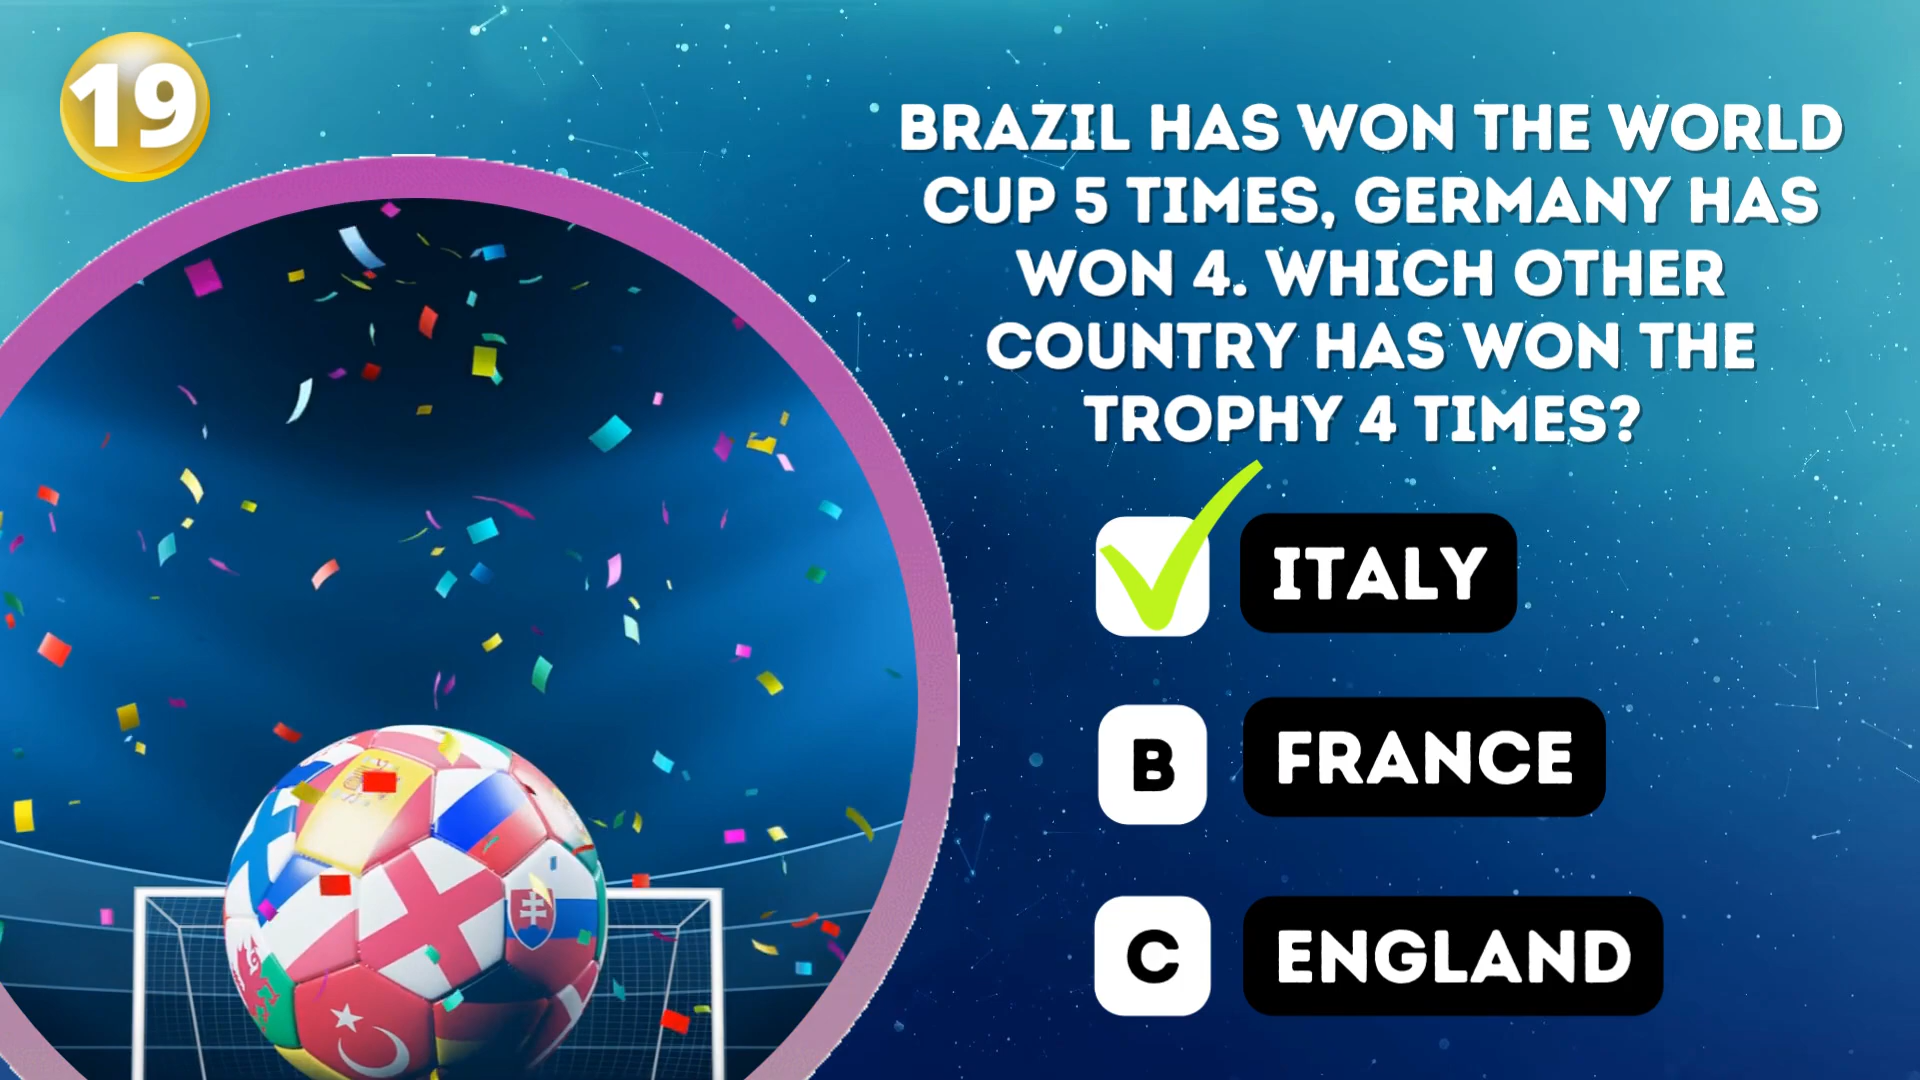 19
BRAZIL HAS WON THE WORLD
CUP 5 TIMES, GERMANY HAS
WON 4. WHICH OTHER
COUNTRY HAS WON THE
TROPHY 4 TIMES?
ITALY
B FRANCE
C ENGLAND